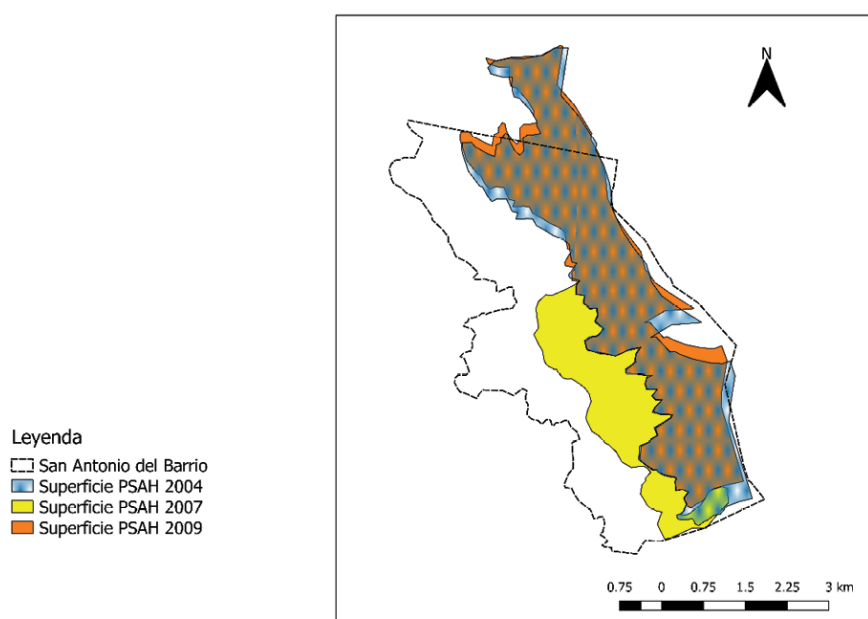 N
Leyenda
San Antonio del Barrio
Superficie PSAH 2004
Superficie PSAH 2007
Superficie PSAH 2009
0.75 0 0.75 1.5 2.25 3 km